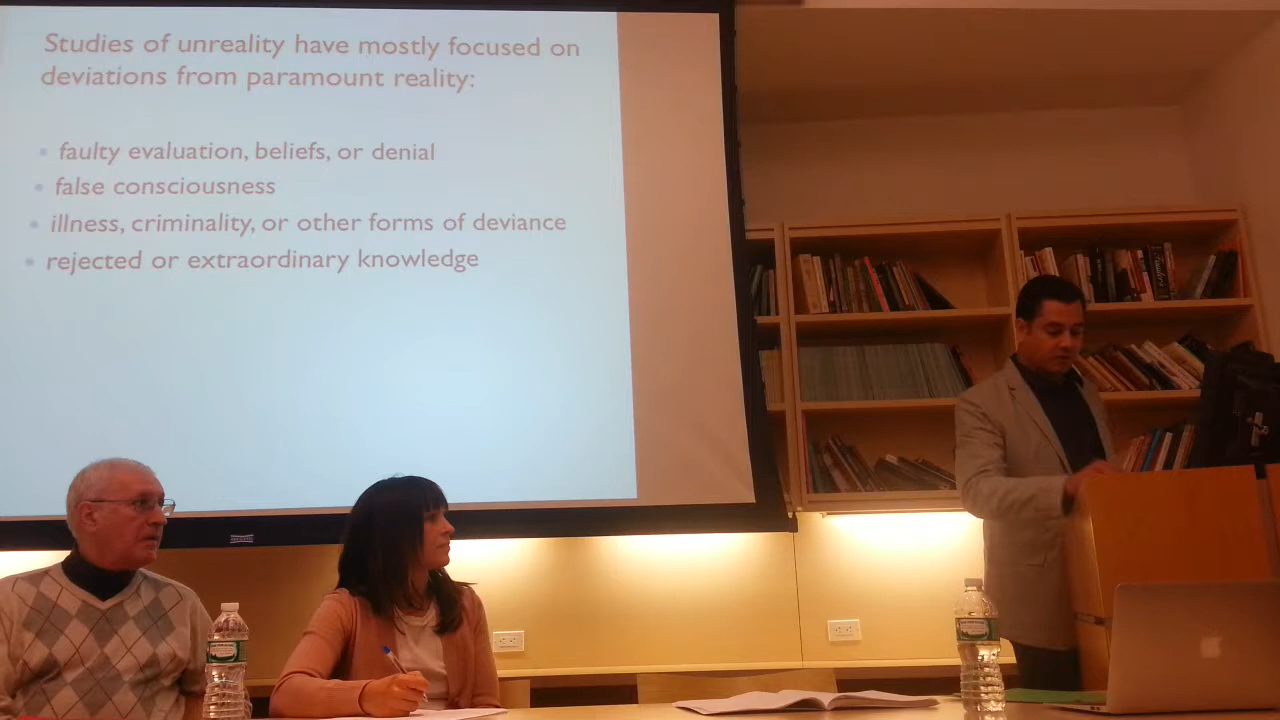 Studies of unreality have mostly focused on
deviations from paramount reality:
• faulty evaluation, beliefs, or denial
• false consciousness
• illness, criminality, or other forms of deviance
• rejected or extraordinary knowledge